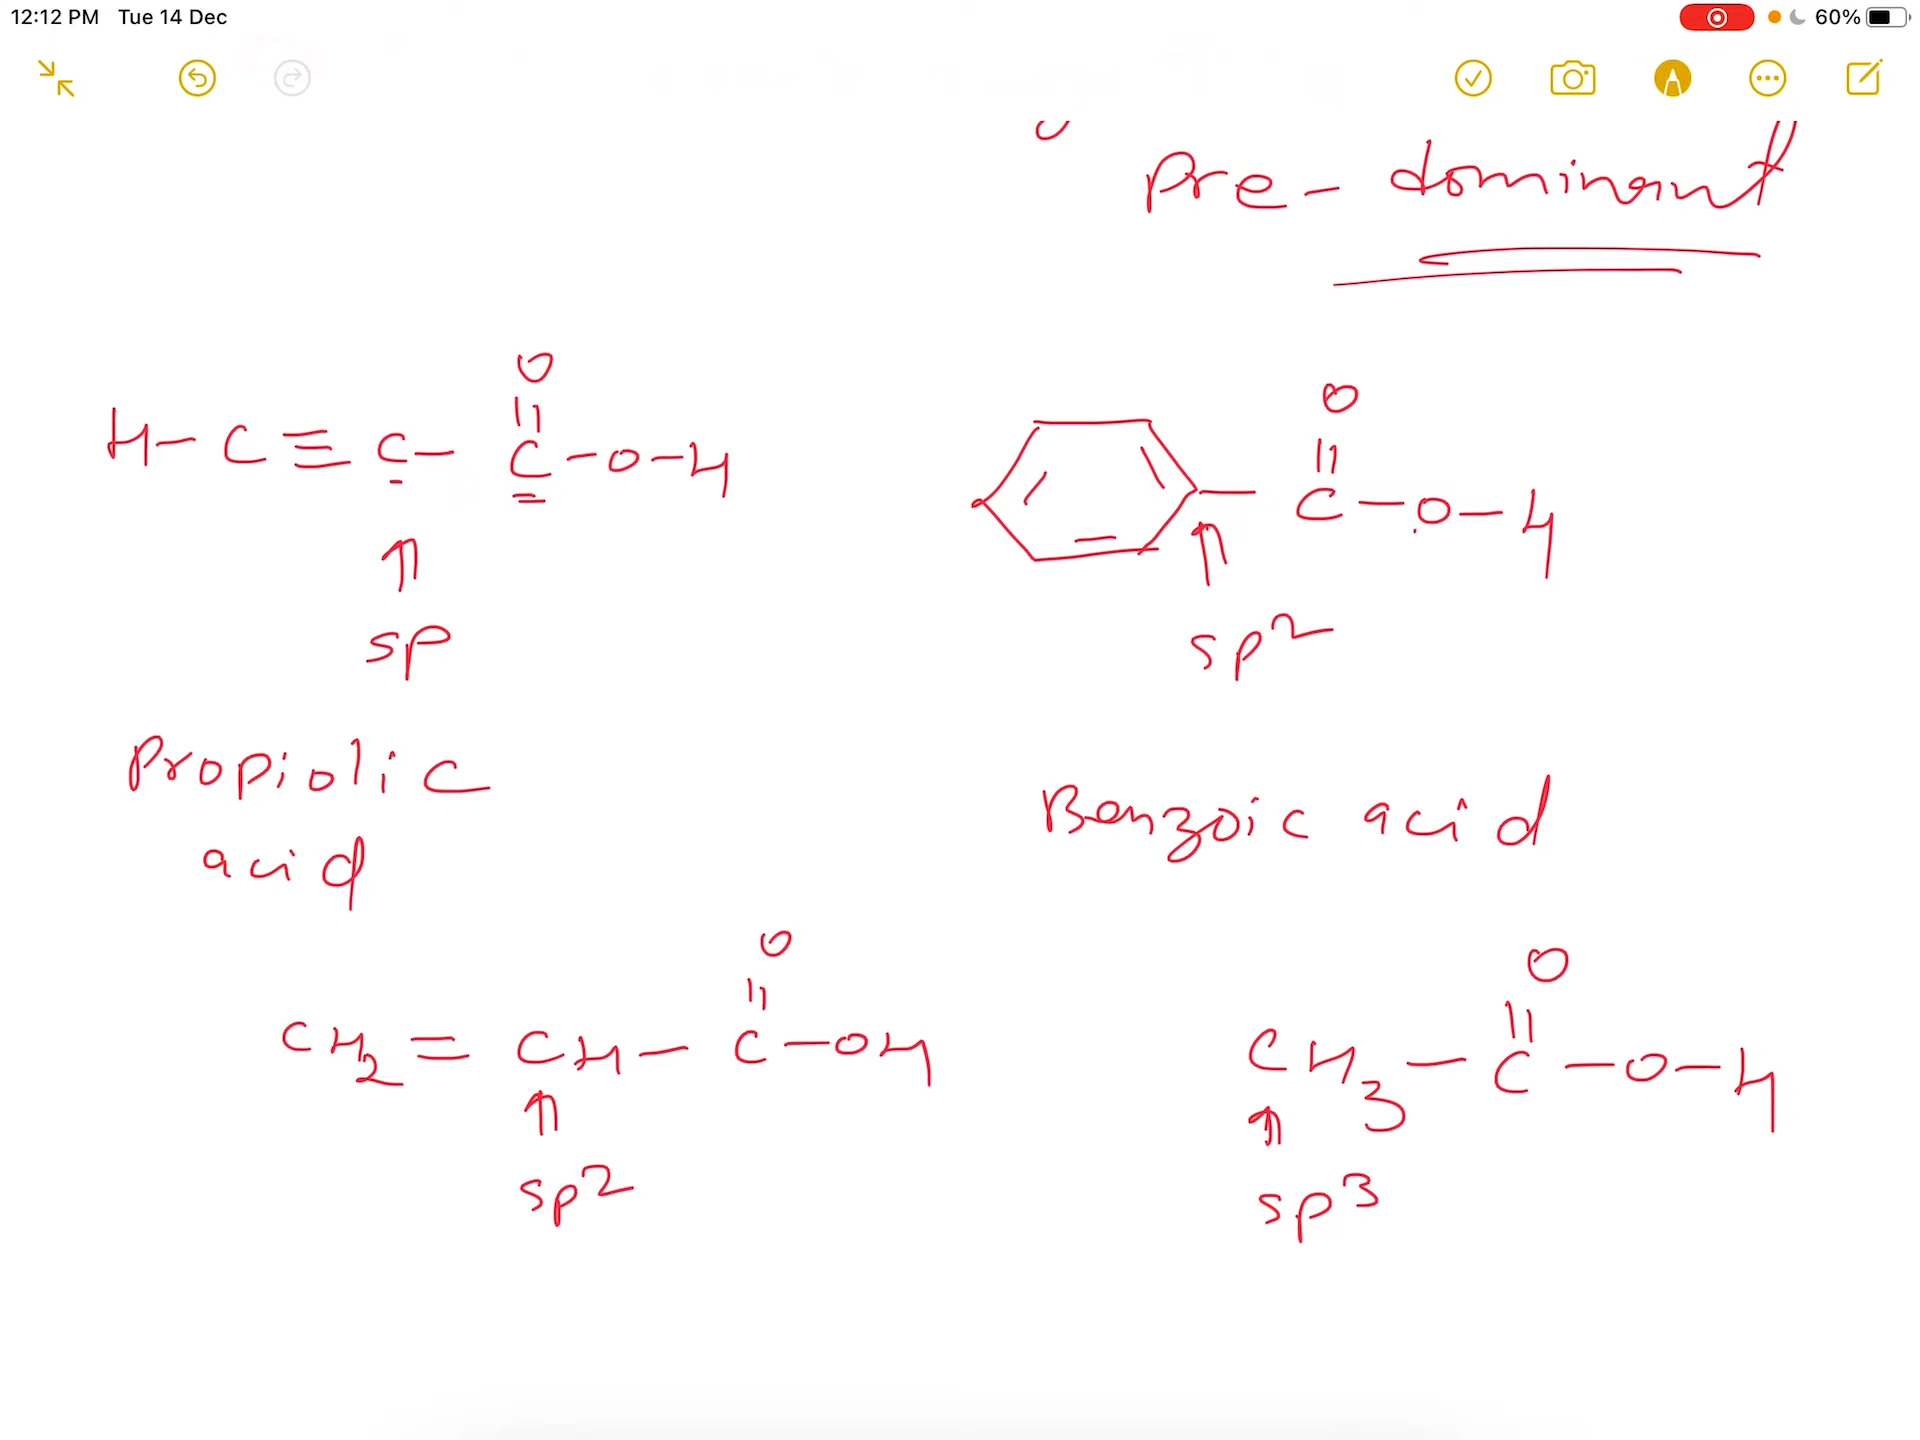 12:12 PM Tue 14 Dec
60%
Pre-dominant
O
H-C≡C-C-O-H
sp
O
C-O-H
sp2
Propiolic
acid
Benzoic acid
O
CH2=CH-C-OH
sp2
O
CH3-C-O-H
sp3